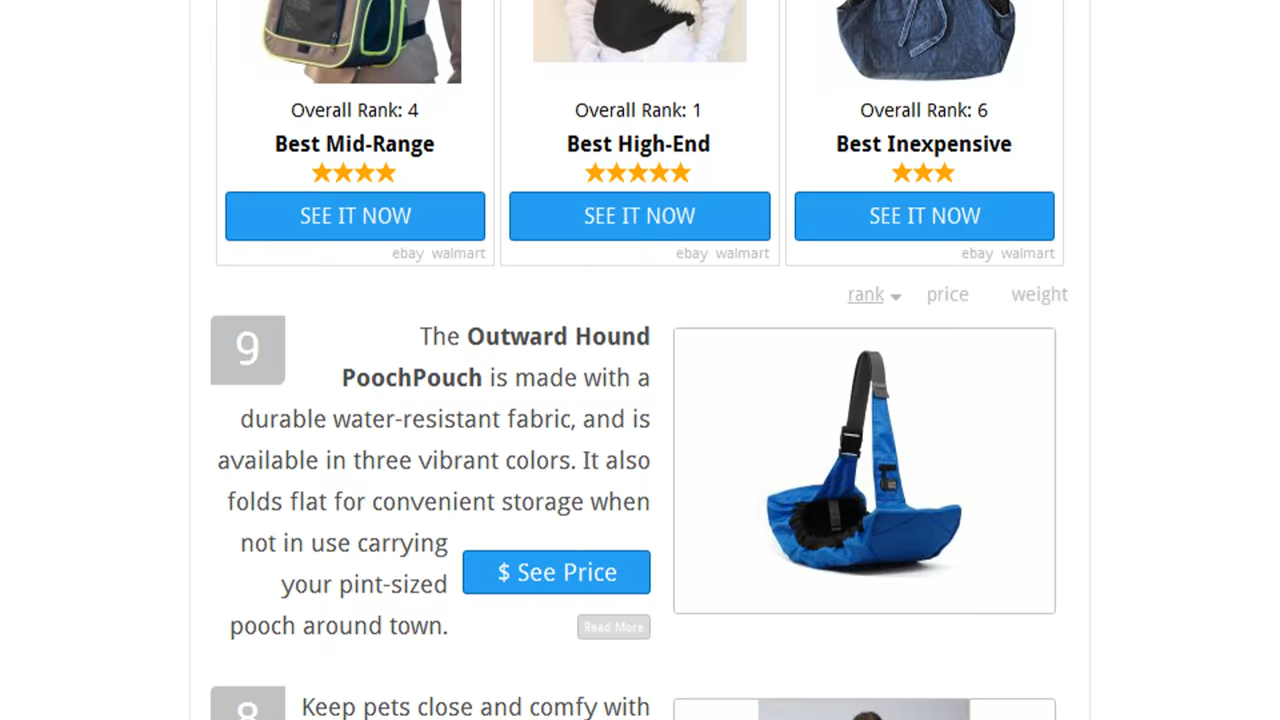 Overall Rank: 4
Best Mid-Range
SEE IT NOW
ebay walmart
Overall Rank: 1
Best High-End
SEE IT NOW
ebay walmart
Overall Rank: 6
Best Inexpensive
SEE IT NOW
ebay walmart
rank price weight
9
The Outward Hound
PoochPouch is made with a
durable water-resistant fabric, and is
available in three vibrant colors. It also
folds flat for convenient storage when
not in use carrying
your pint-sized
pooch around town.
$ See Price
Read More
8
Keep pets close and comfy with